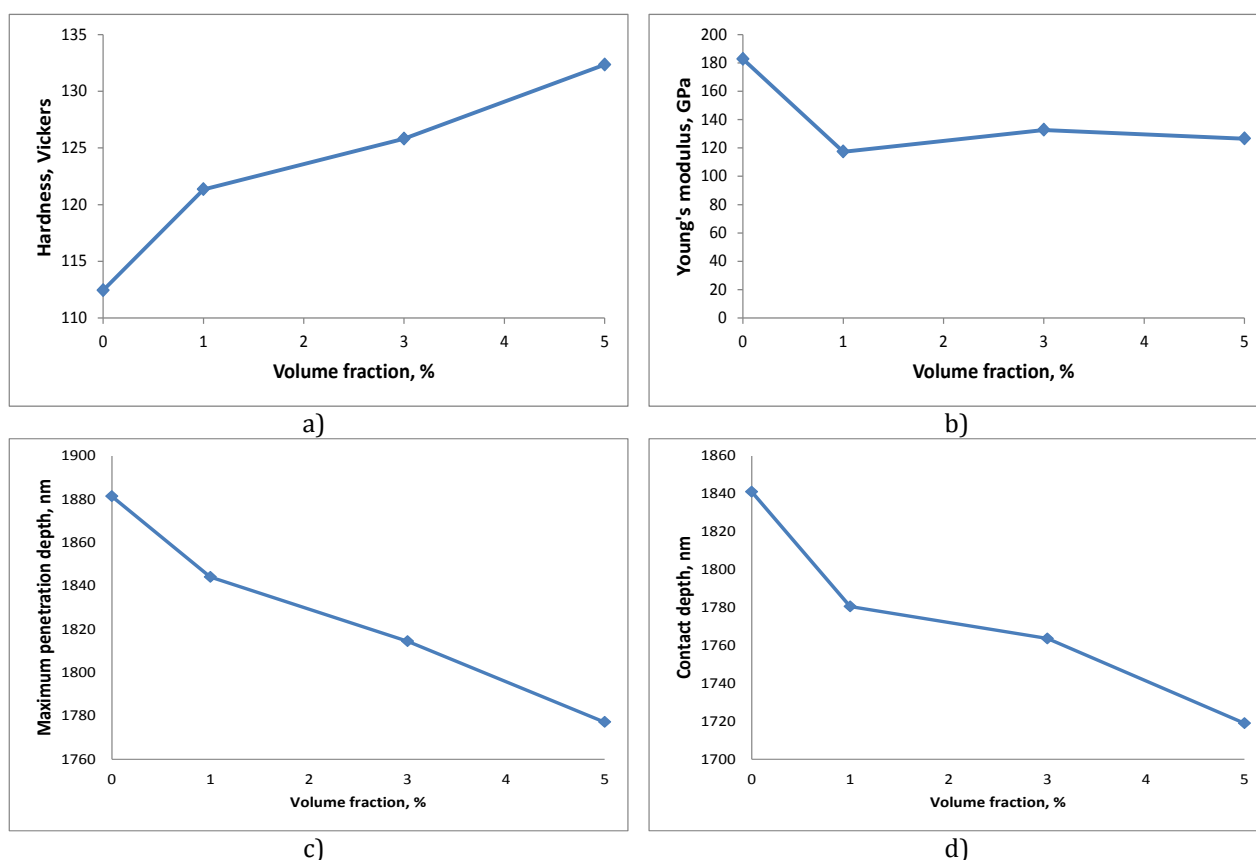 135
130
125
120
115
110
Hardness, Vickers
0 1 2 3 4 5
Volume fraction, %
a)
200
180
160
140
120
100
80
60
40
20
0
Young's modulus, GPa
0 1 2 3 4 5
Volume fraction, %
b)
1900
1880
1860
1840
1820
1800
1780
1760
Maximum penetration depth, nm
0 1 2 3 4 5
Volume fraction, %
c)
1860
1840
1820
1800
1780
1760
1740
1720
1700
Contact depth, nm
0 1 2 3 4 5
Volume fraction, %
d)